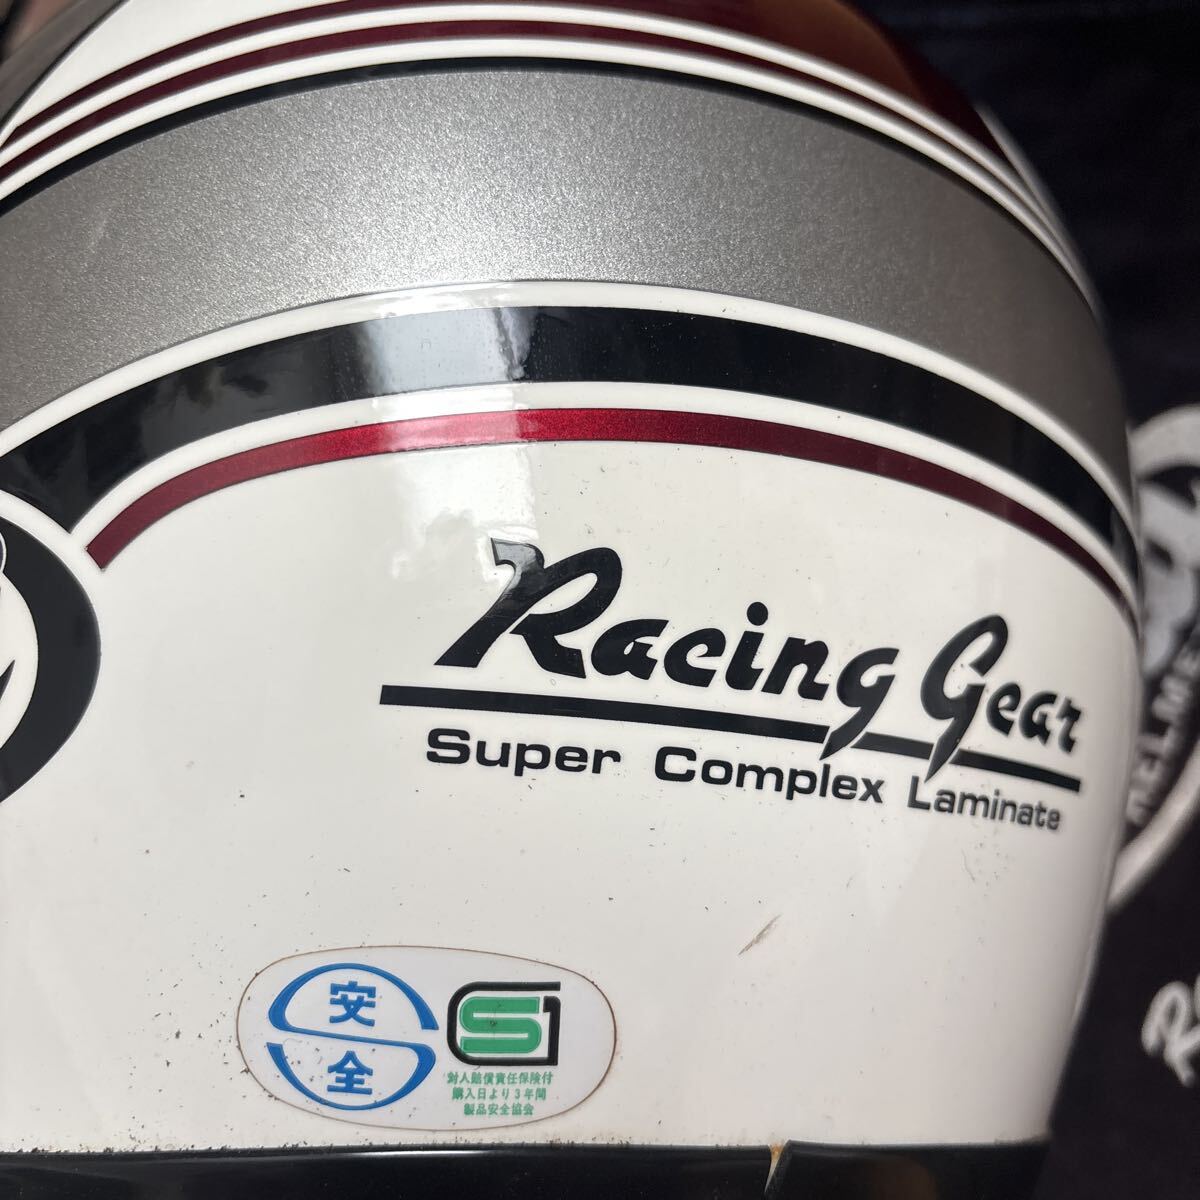 Racing Gear
Super Complex Laminate
安
全
S1
対人賠償責任保険付
購入日より3年間
製品安全協会